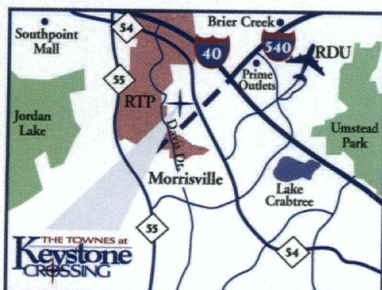 Southpoint
Mall
54
Brier Creek
40
540
RDU
55
RTP
Prime
Outlets
Jordan
Lake
Davis Dr.
Umstead
Park
Morrisville
Lake
Crabtree
55
54
THE TOWNES at
Keystone
CROSSING